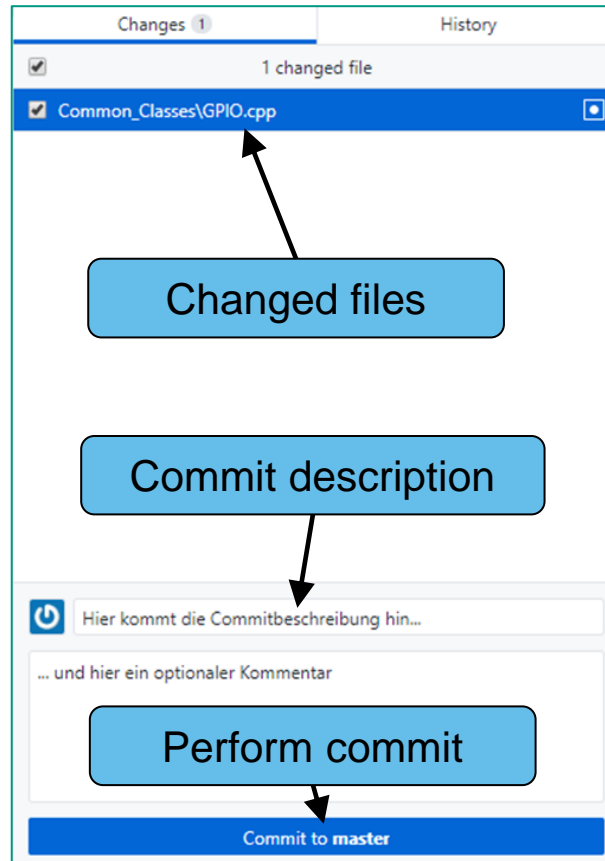 Changes 1 History
1 changed file
Common_Classes\GPIO.cpp
Changed files
Commit description
Hier kommt die Commitbeschreibung hin...
... und hier ein optionaler Kommentar
Perform commit
Commit to master